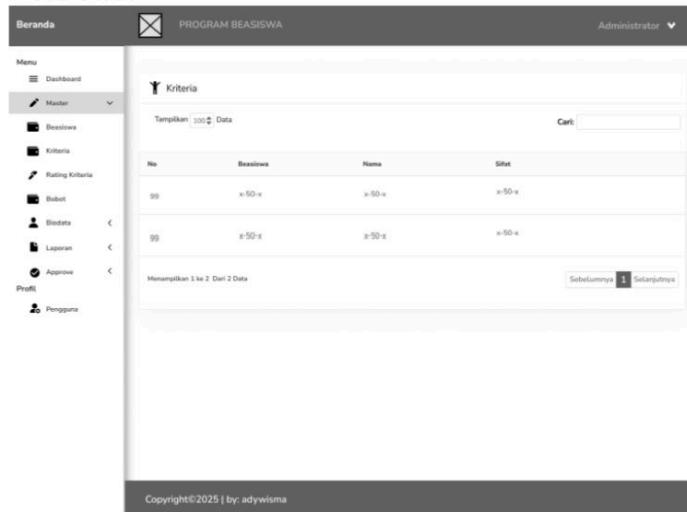 Beranda
PROGRAM BEASISWA
Administrator
Menu
Dashboard
Master
Beasiswa
Kriteria
Rating Kriteria
Bobot
Biodata
Laporan
Approve
Profil
Pengguna
Kriteria
Tampilkan 100 Data
Cari:
No Beasiswa Nama Sifat
99 x-50-x x-50-x x-50-x
99 x-50-x x-50-x x-50-x
Menampilkan 1 ke 2 Dari 2 Data
Sebelumnya 1 Selanjutnya
Copyright©2025 | by: adywisma